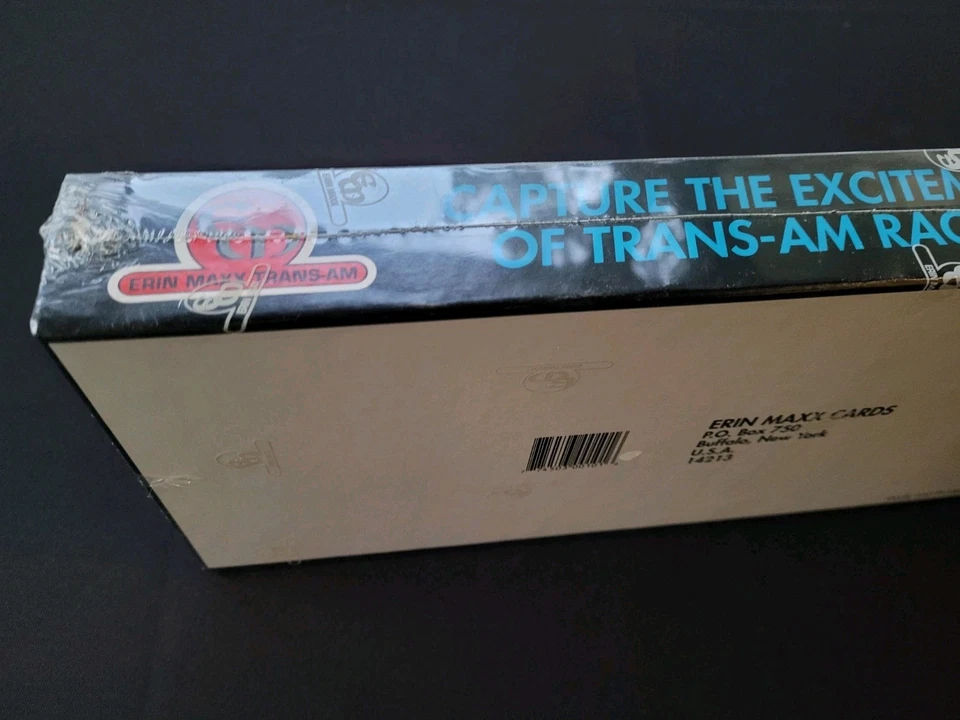 CAPTURE THE EXCITEM
OF TRANS-AM RAC
ERIN MAXX TRANS-AM
ERIN MAXX CARDS
P.O. Box 750
Buffalo, New York
U.S.A.
14213